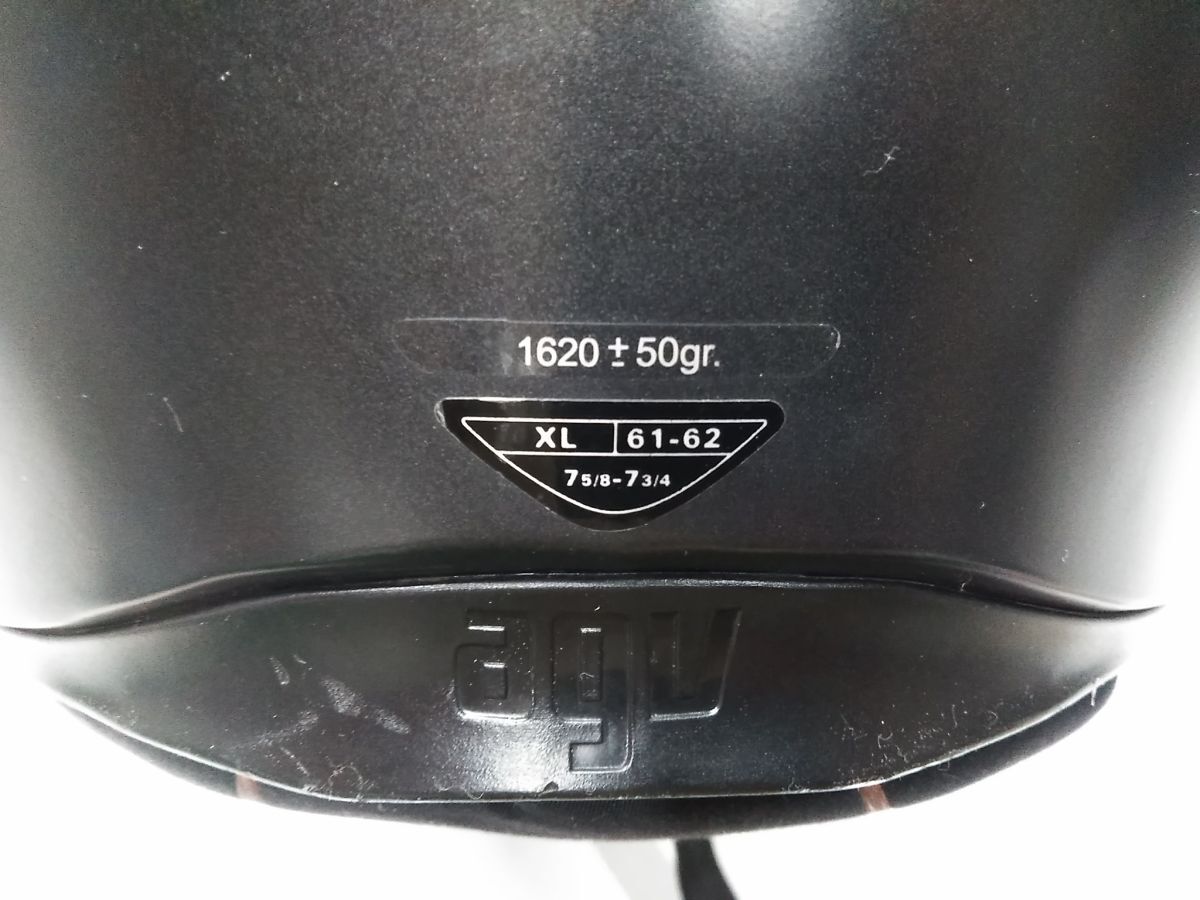 1620 ± 50gr.
XL 61-62
7 5/8-7 3/4
agv